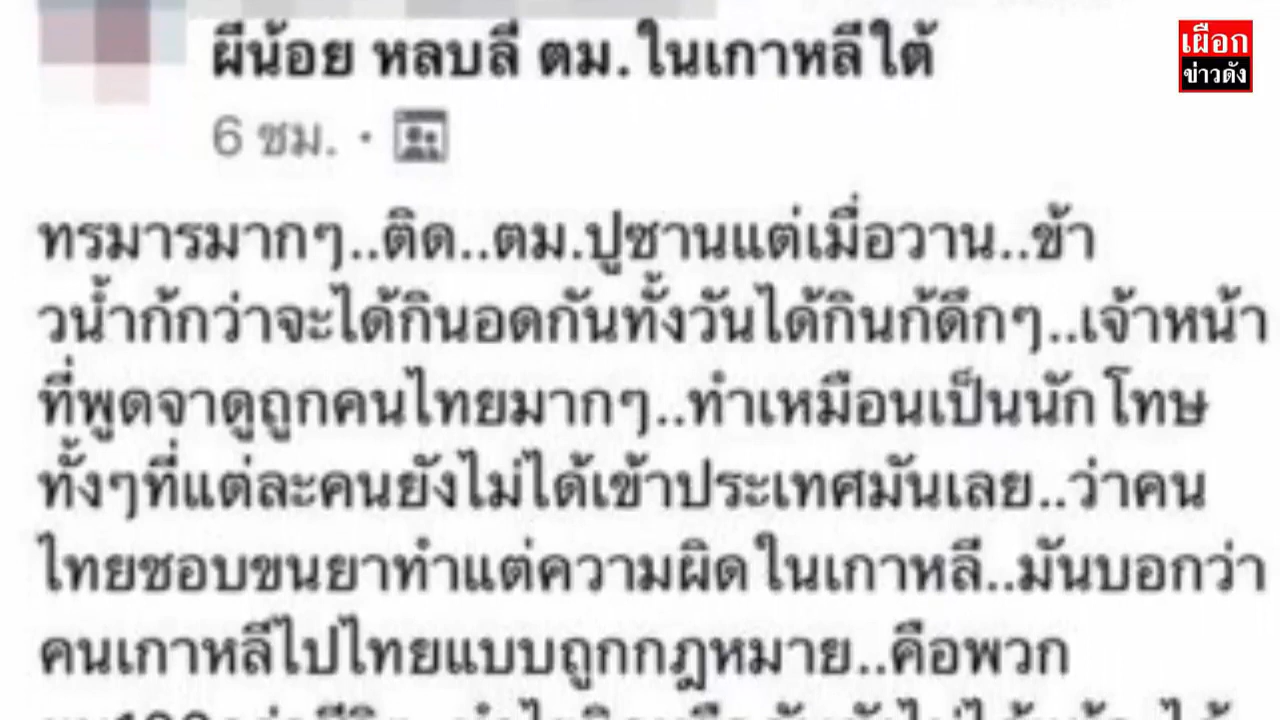 ผีน้อย หลบลี ตม.ในเกาหลีใต้
เผือก
ข่าวดัง
6 ชม. ·
ทรมารมากๆ..ติด..ตม.ปูซานแต่เมื่อวาน..ข้า
วน้ำก้กว่าจะได้กินอดกันทั้งวันได้กินก้ดึกๆ..เจ้าหน้า
ที่พูดจาดูถูกคนไทยมากๆ..ทำเหมือนเป็นนักโทษ
ทั้งๆที่แต่ละคนยังไม่ได้เข้าประเทศมันเลย..ว่าคน
ไทยชอบขนยาทำแต่ความผิดในเกาหลี..มันบอกว่า
คนเกาหลีไปไทยแบบถูกกฎหมาย..คือพวก